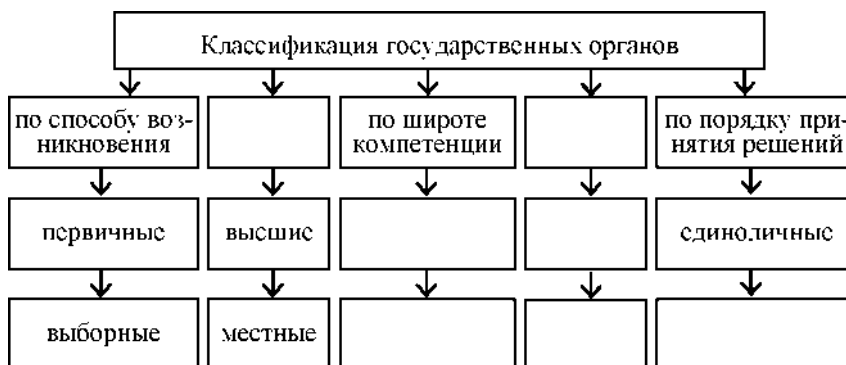 Классификация государственных органов
по способу воз-
никновения
по широте
компетенции
по порядку при-
нятия решений
первичные
высшие
единоличные
выборные
местные